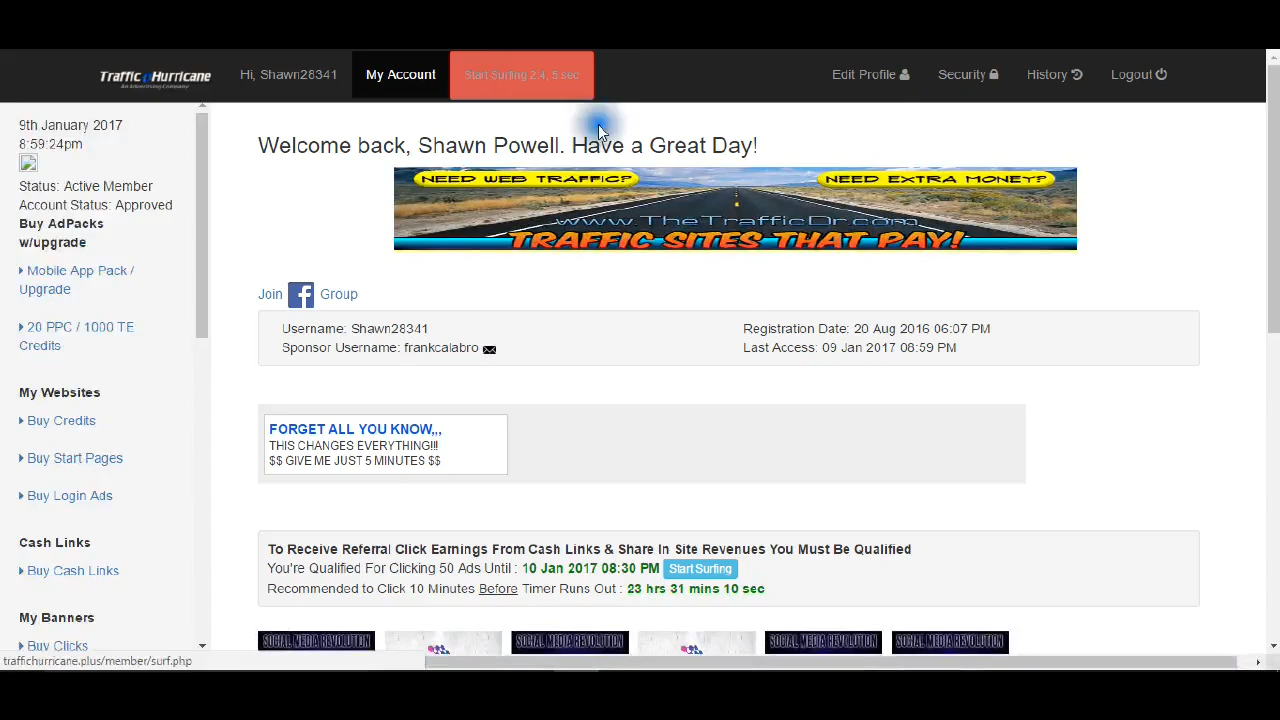 Traffic Hurricane
An Advertising Company
Hi, Shawn28341
My Account
Start Surfing 2:4, 5 sec
Edit Profile
Security
History
Logout
9th January 2017
8:59:24pm
Status: Active Member
Account Status: Approved
Buy AdPacks
w/upgrade
Mobile App Pack /
Upgrade
20 PPC / 1000 TE
Credits
My Websites
Buy Credits
Buy Start Pages
Buy Login Ads
Cash Links
Buy Cash Links
My Banners
Buy Clicks
traffichurricane.plus/member/surf.php
Welcome back, Shawn Powell. Have a Great Day!
NEED WEB TRAFFIC?
NEED EXTRA MONEY?
www.TheTrafficDr.com
TRAFFIC SITES THAT PAY!
Join Group
Username: Shawn28341
Sponsor Username: frankcalabro
Registration Date: 20 Aug 2016 06:07 PM
Last Access: 09 Jan 2017 08:59 PM
FORGET ALL YOU KNOW,,,
THIS CHANGES EVERYTHING!!!
$$ GIVE ME JUST 5 MINUTES $$
To Receive Referral Click Earnings From Cash Links & Share In Site Revenues You Must Be Qualified
You're Qualified For Clicking 50 Ads Until : 10 Jan 2017 08:30 PM Start Surfing
Recommended to Click 10 Minutes Before Timer Runs Out : 23 hrs 31 mins 10 sec
SOCIAL MEDIA REVOLUTION
SOCIAL MEDIA REVOLUTION
SOCIAL MEDIA REVOLUTION
SOCIAL MEDIA REVOLUTION